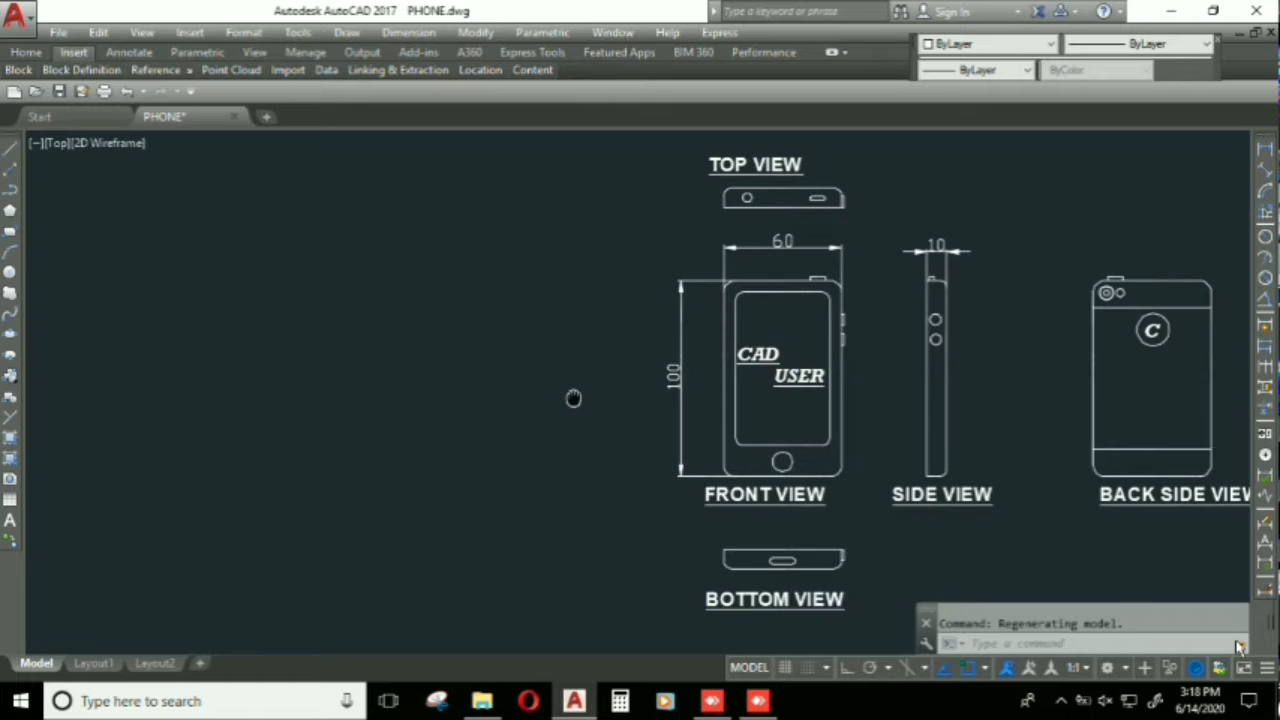 Autodesk AutoCAD 2017 PHONE.dwg
Type a keyword or phrase
Sign In
File Edit View Insert Format Tools Draw Dimension Modify Parametric Window Help Express
Home Insert Annotate Parametric View Manage Output Add-ins A360 Express Tools Featured Apps BIM 360 Performance
ByLayer
ByLayer
ByLayer
ByColor
Block Block Definition Reference » Point Cloud Import Data Linking & Extraction Location Content
Start PHONE*
[−][Top][2D Wireframe]
TOP VIEW
60
10
100
CAD
USER
C
FRONT VIEW
SIDE VIEW
BACK SIDE VIEW
BOTTOM VIEW
Command: Regenerating model.
Type a command
Model Layout1 Layout2
MODEL
1:1
Type here to search
3:18 PM
6/14/2020